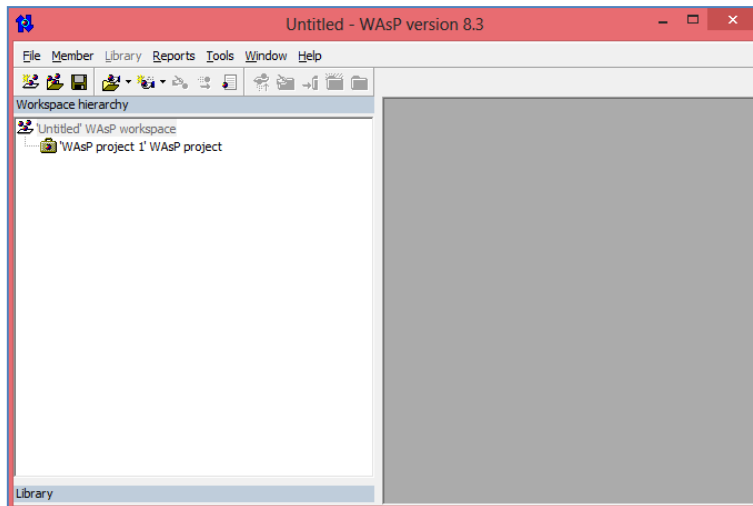 Untitled - WAsP version 8.3
File Member Library Reports Tools Window Help
Workspace hierarchy
'Untitled' WAsP workspace
'WAsP project 1' WAsP project
Library